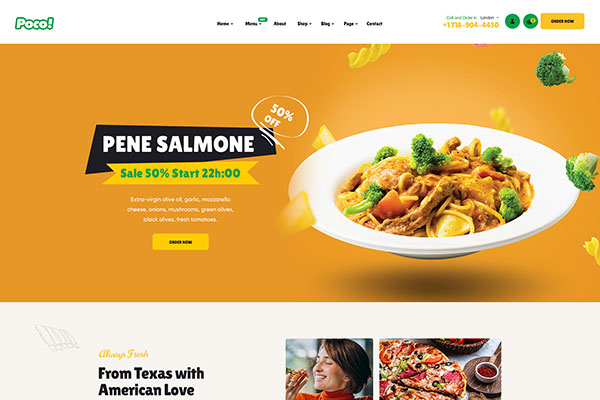 Poco!
Home
Menu
About
Shop
Blog
Page
Contact
Call and Order in London
+1 718-904-4450
ORDER NOW
50%
OFF
PENE SALMONE
Sale 50% Start 22h:00
Extra-virgin olive oil, garlic, mozzarella
cheese, onions, mushrooms, green olives,
black olives, fresh tomatoes.
ORDER NOW
Always Fresh
From Texas with
American Love